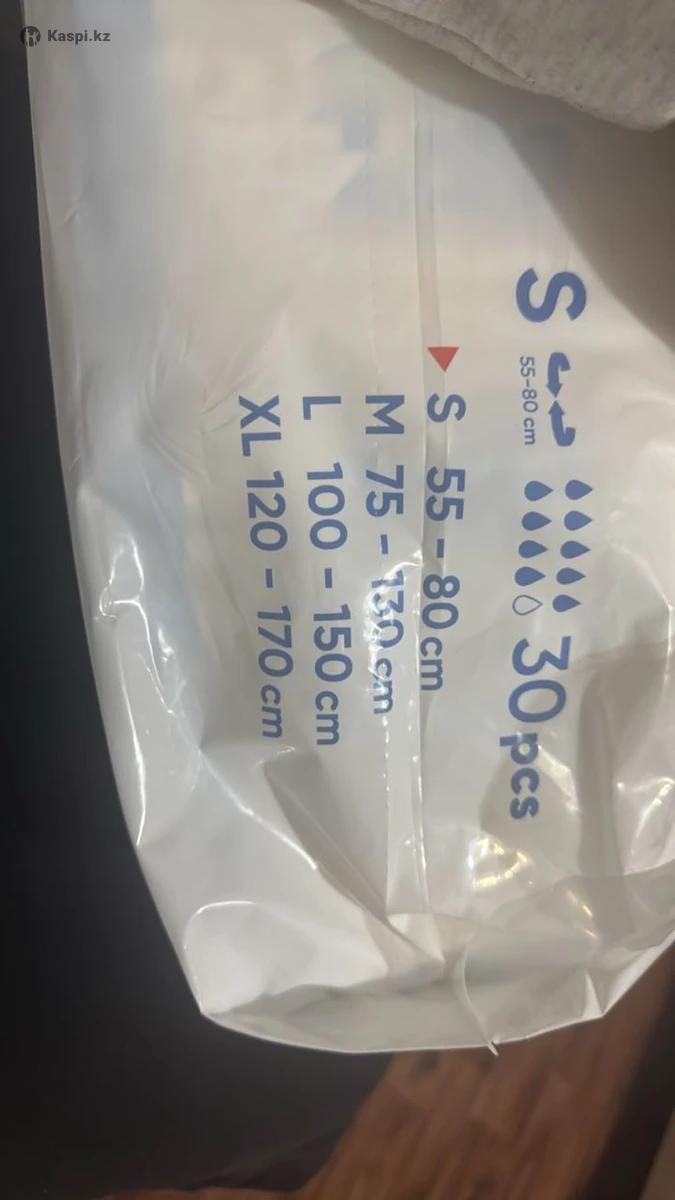 Kaspi.kz
S
55-80 cm
30 pcs
S 55 - 80 cm
M 75 - 130 cm
L 100 - 150 cm
XL 120 - 170 cm